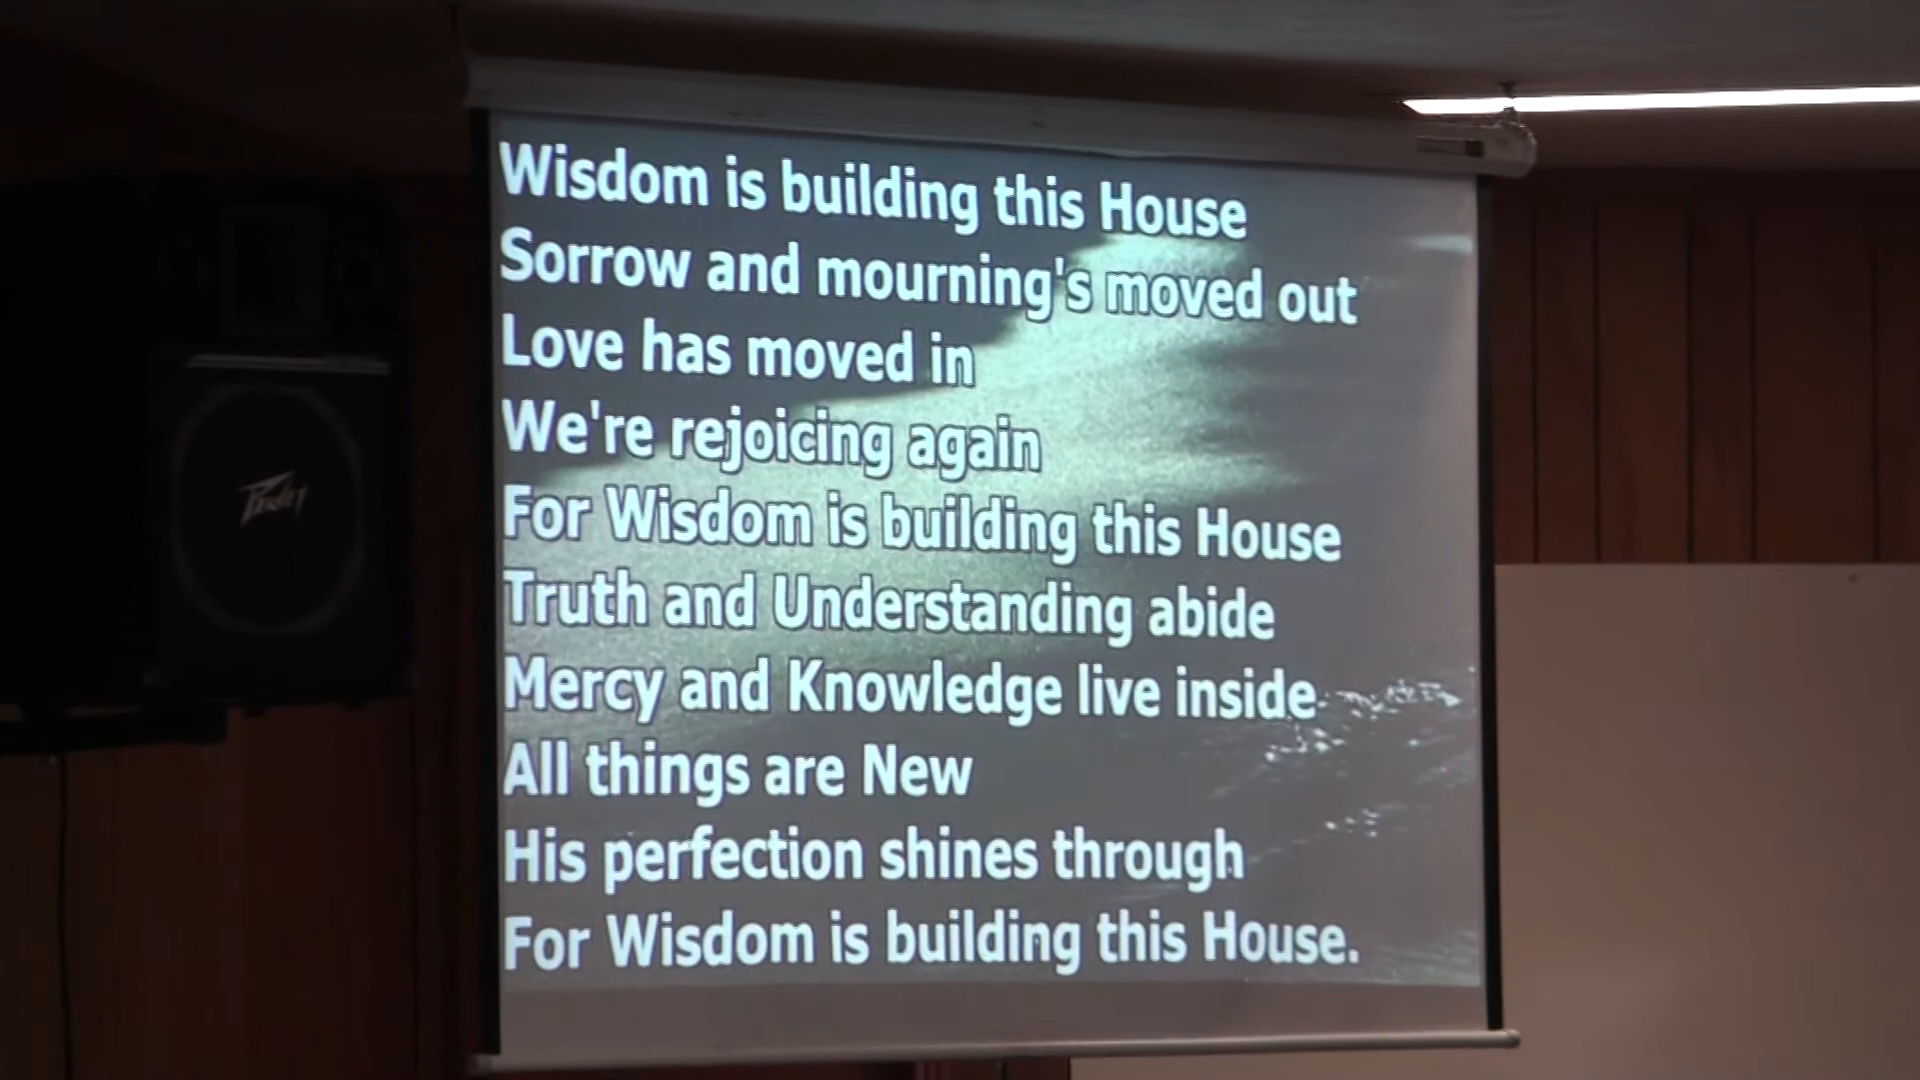 Wisdom is building this House
Sorrow and mourning's moved out
Love has moved in
We're rejoicing again
For Wisdom is building this House
Truth and Understanding abide
Mercy and Knowledge live inside
All things are New
His perfection shines through
For Wisdom is building this House.
Peavey